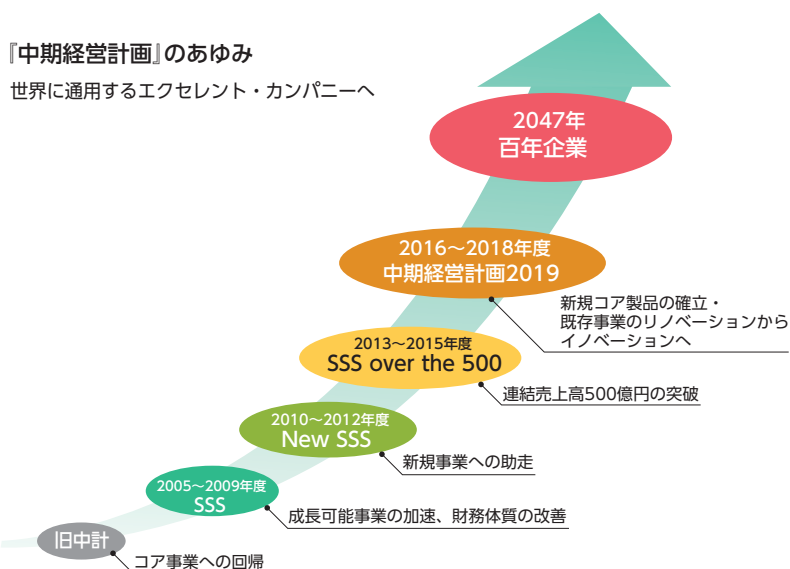 『中期経営計画』のあゆみ
世界に通用するエクセレント・カンパニーへ
2047年
百年企業
2016〜2018年度
中期経営計画2019
新規コア製品の確立・
既存事業のリノベーションから
イノベーションへ
2013〜2015年度
SSS over the 500
連結売上高500億円の突破
2010〜2012年度
New SSS
新規事業への助走
2005〜2009年度
SSS
成長可能事業の加速、財務体質の改善
旧中計
コア事業への回帰